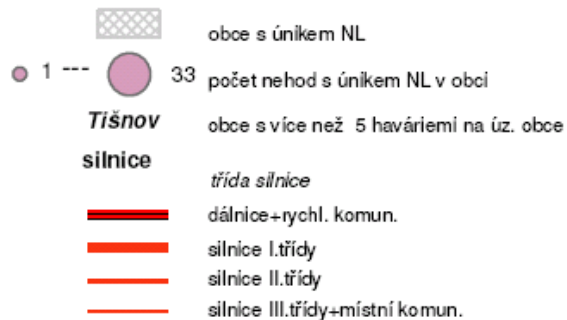 obce s únikem NL
1 --- 33 počet nehod s únikem NL v obci
Tišnov obce s více než 5 haváriemi na úz. obce
silnice
třída silnice
dálnice+rychl. komun.
silnice I.třídy
silnice II.třídy
silnice III.třídy+místní komun.